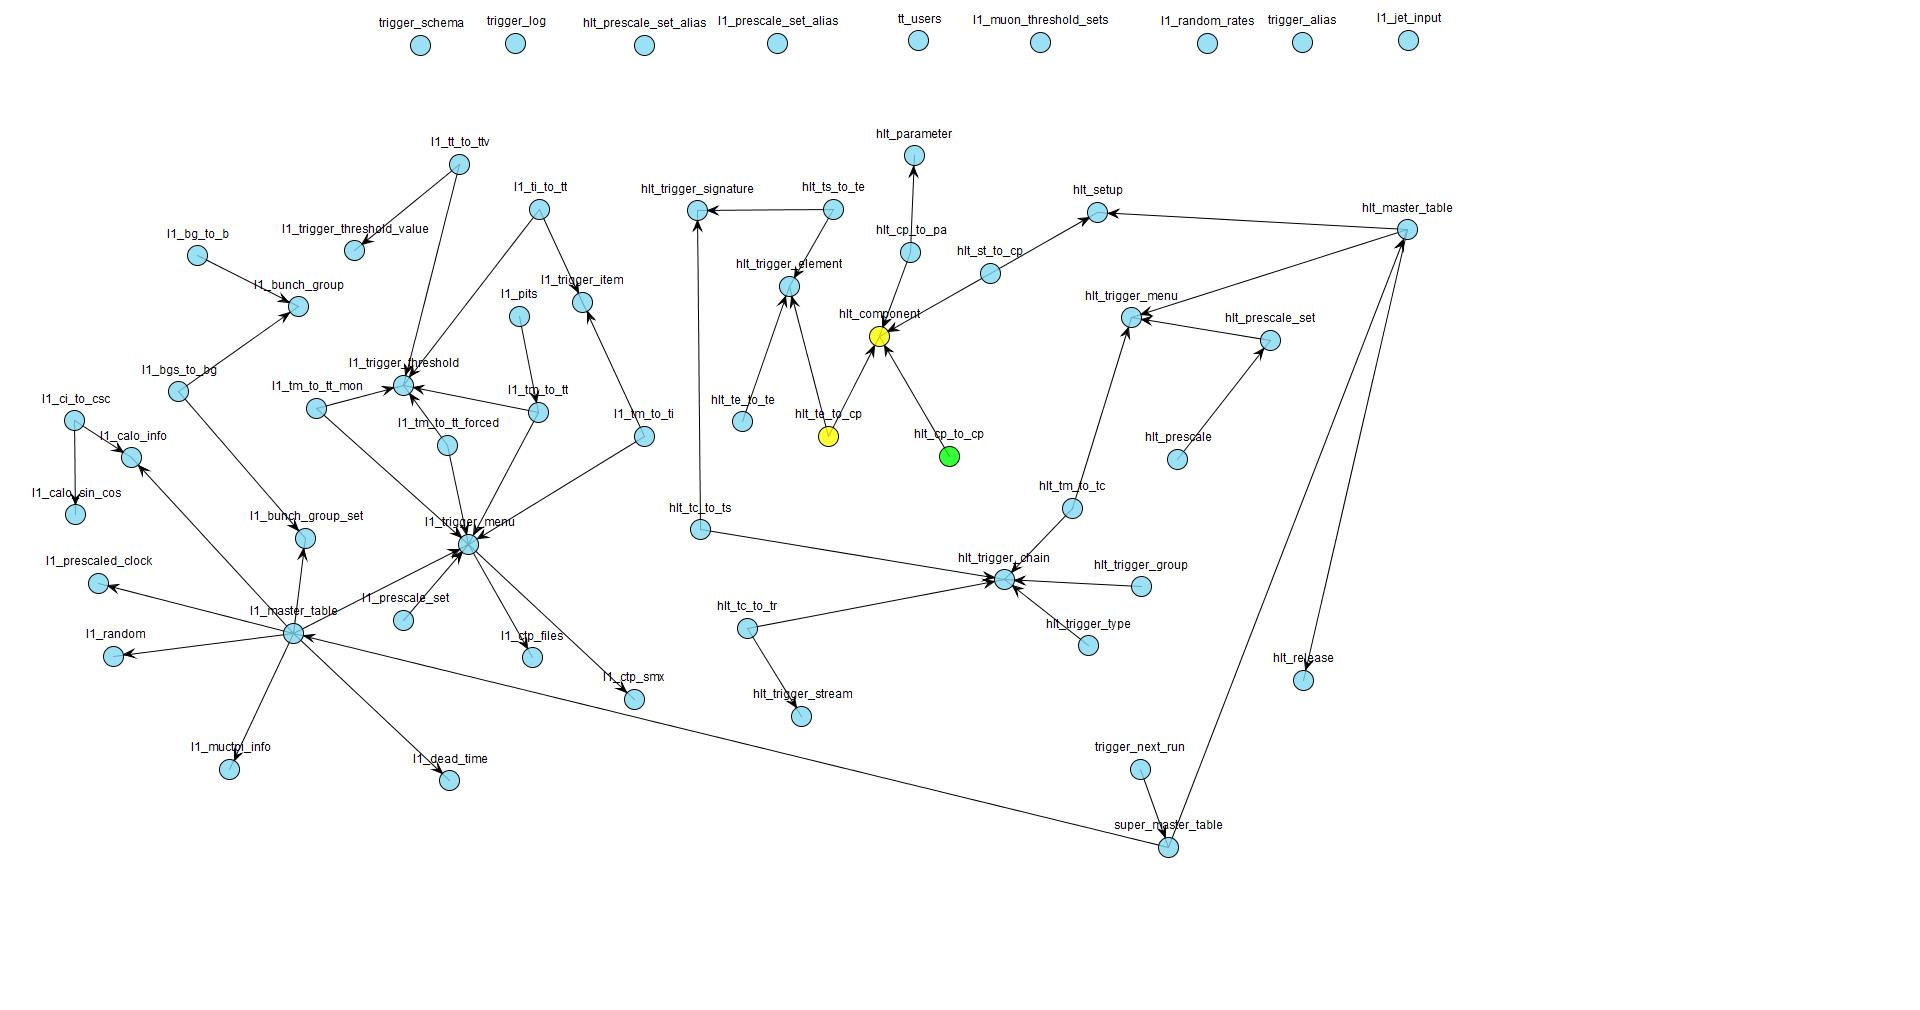 trigger_schema
trigger_log
hlt_prescale_set_alias
l1_prescale_set_alias
tt_users
l1_muon_threshold_sets
l1_random_rates
trigger_alias
l1_jet_input
l1_tt_to_ttv
hlt_parameter
l1_ti_to_tt
hlt_trigger_signature
hlt_ts_to_te
hlt_setup
hlt_master_table
l1_bg_to_b
l1_trigger_threshold_value
hlt_cp_to_pa
hlt_st_to_cp
hlt_trigger_element
l1_bunch_group
l1_pits
l1_trigger_item
hlt_component
hlt_trigger_menu
hlt_prescale_set
l1_bgs_to_bg
l1_trigger_threshold
l1_tm_to_tt_mon
l1_tm_to_tt
l1_ci_to_csc
l1_calo_info
l1_tm_to_tt_forced
l1_tm_to_ti
hlt_te_to_te
hlt_te_to_cp
hlt_cp_to_cp
hlt_prescale
l1_calo_sin_cos
l1_bunch_group_set
l1_trigger_menu
hlt_tc_to_ts
hlt_tm_to_tc
l1_prescaled_clock
hlt_trigger_chain
hlt_trigger_group
l1_master_table
l1_prescale_set
hlt_tc_to_tr
l1_random
l1_ctp_files
hlt_trigger_type
l1_ctp_smx
hlt_trigger_stream
hlt_release
l1_muctpi_info
l1_dead_time
trigger_next_run
super_master_table